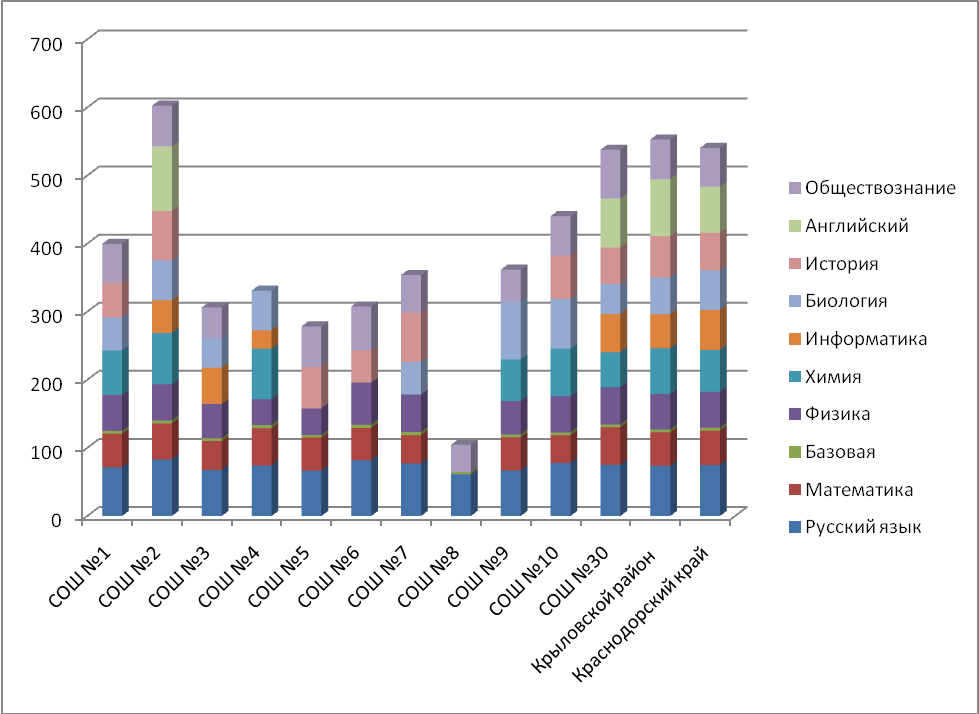 700
600
500
400
300
200
100
0
СОШ №1
СОШ №2
СОШ №3
СОШ №4
СОШ №5
СОШ №6
СОШ №7
СОШ №8
СОШ №9
СОШ №10
СОШ №30
Крыловской район
Краснодорский край
Обществознание
Английский
История
Биология
Информатика
Химия
Физика
Базовая
Математика
Русский язык